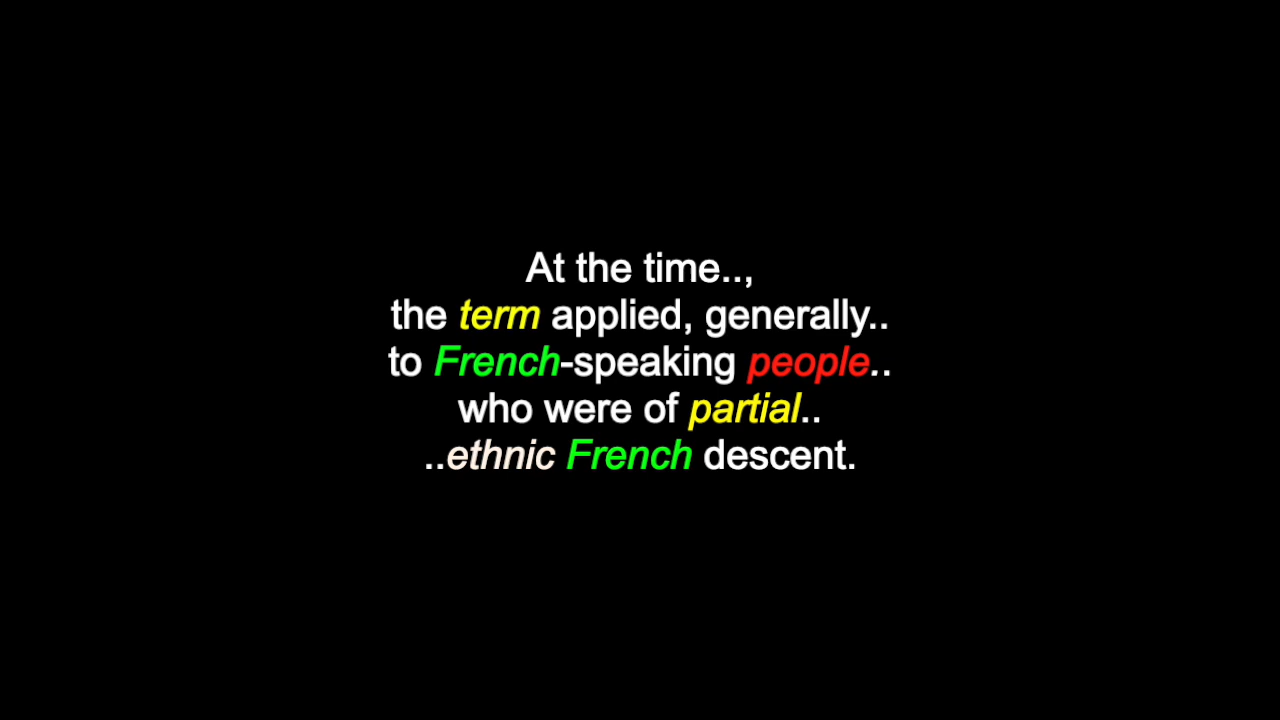 At the time..,
the term applied, generally..
to French-speaking people..
who were of partial..
..ethnic French descent.